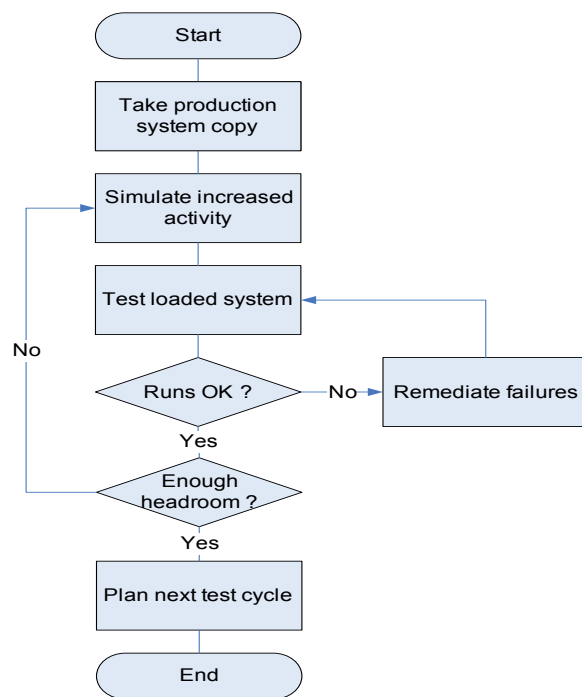 Start
Take production
system copy
Simulate increased
activity
Test loaded system
No
Runs OK ?
No
Remediate failures
Yes
Enough
headroom ?
Yes
Plan next test cycle
End